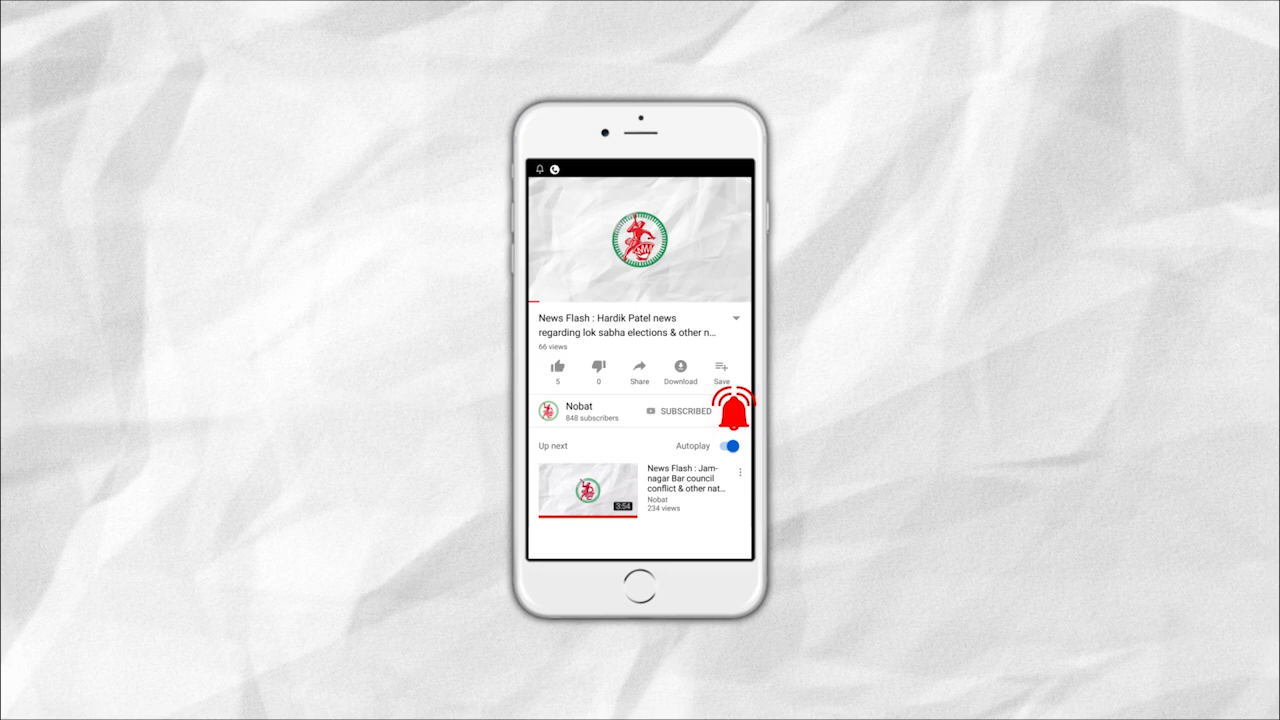 News Flash : Hardik Patel news
regarding lok sabha elections & other n...
66 views
5
0
Share
Download
Save
Nobat
848 subscribers
SUBSCRIBED
Up next
Autoplay
News Flash : Jam-
nagar Bar council
conflict & other nat...
Nobat
234 views
3:54